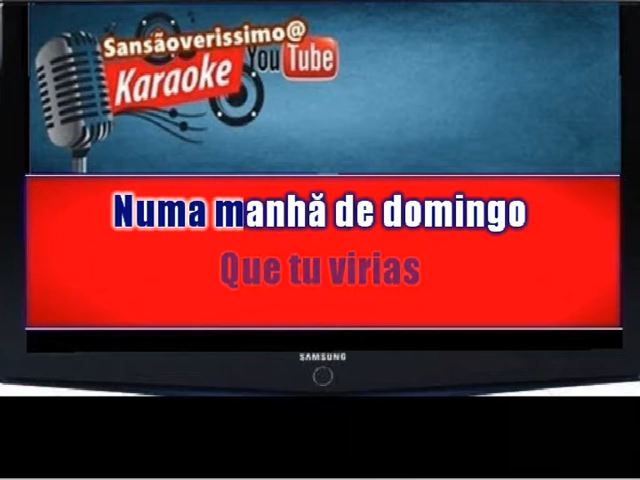 Sansãoverissimo@
Karaoke
You Tube
Numa manhă de domingo
Que tu virias
SAMSUNG